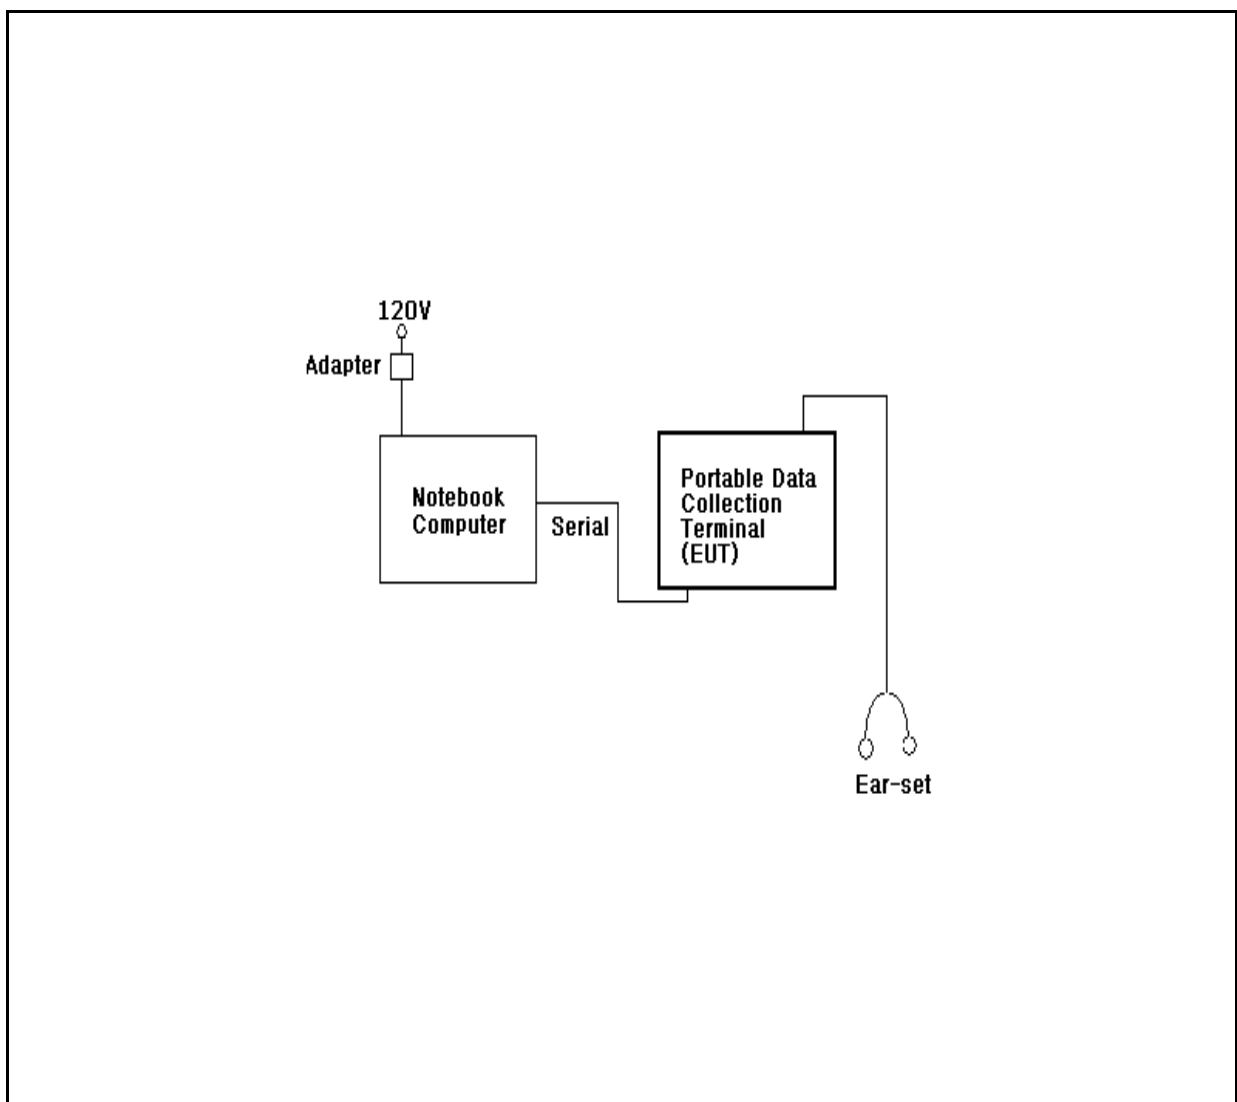 120V
Adapter
Notebook
Computer
Serial
Portable Data
Collection
Terminal
(EUT)
Ear-set